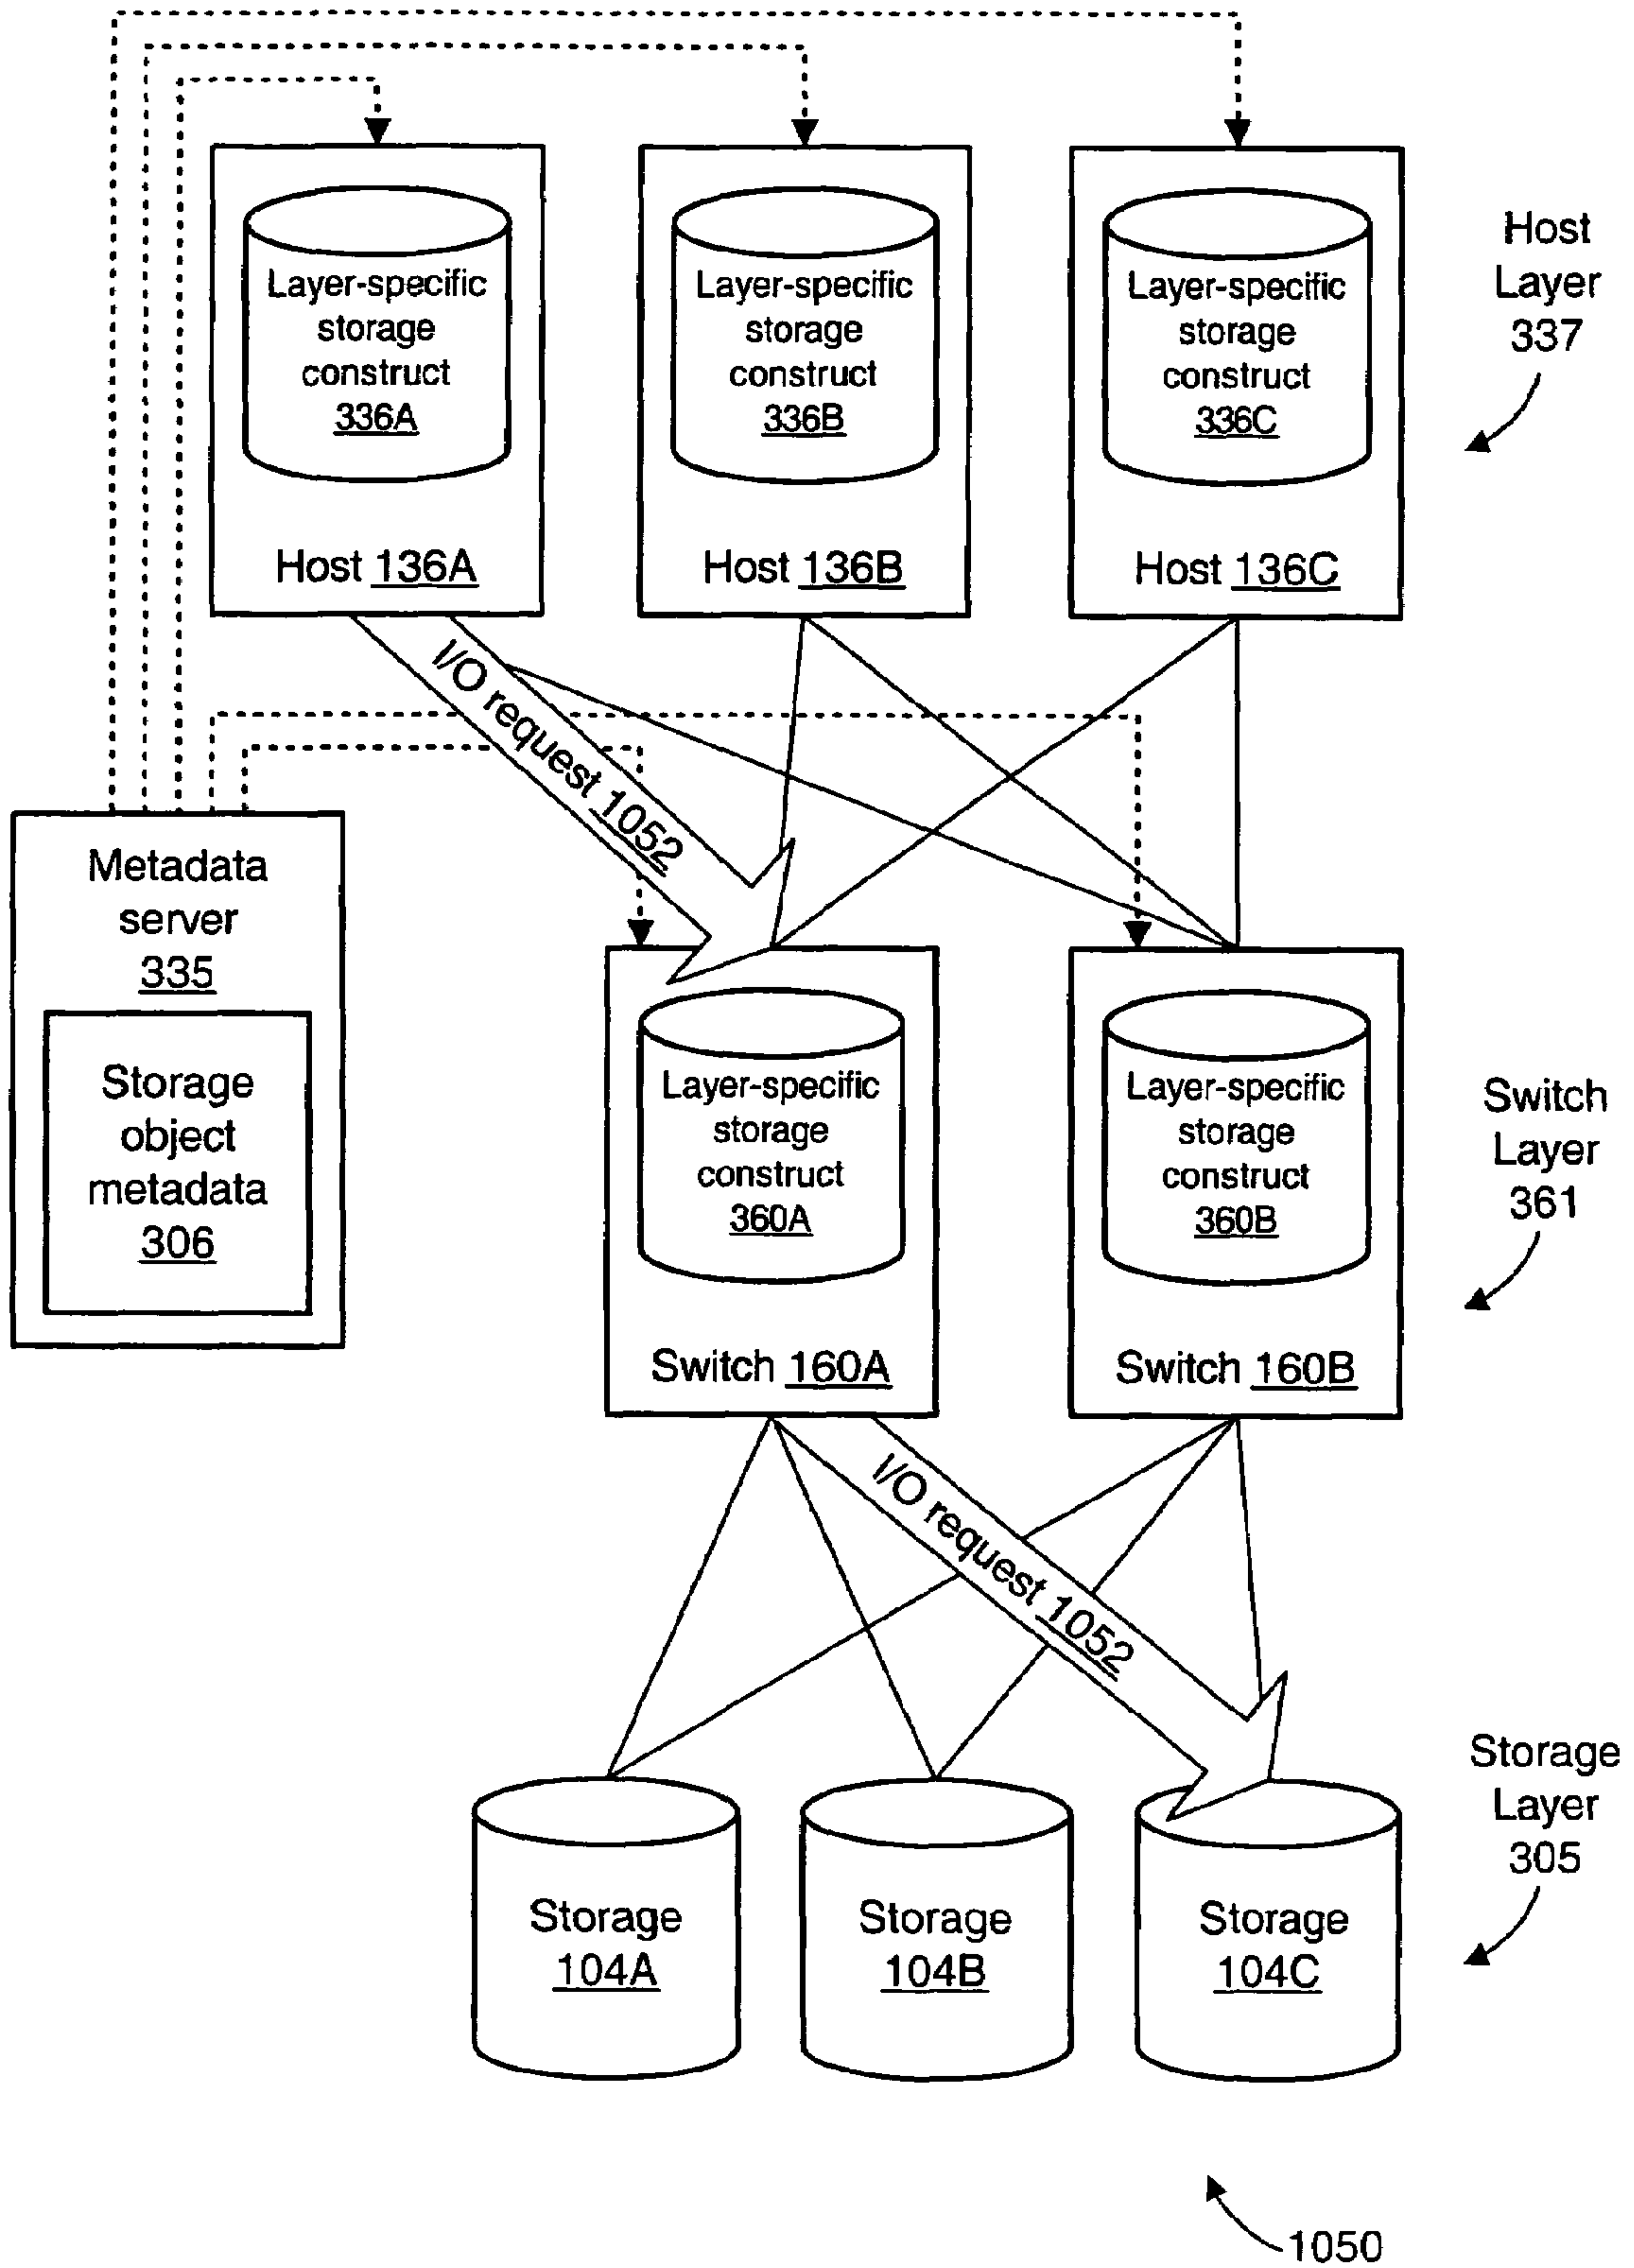 Layer-specific
storage
construct
336A
Host 136A
Layer-specific
storage
construct
336B
Host 136B
Layer-specific
storage
construct
336C
Host 136C
Host
Layer
337
I/O request 1052
Metadata
server
335
Storage
object
metadata
306
Layer-specific
storage
construct
360A
Switch 160A
Layer-specific
storage
construct
360B
Switch 160B
Switch
Layer
361
I/O request 1052
Storage
104A
Storage
104B
Storage
104C
Storage
Layer
305
1050